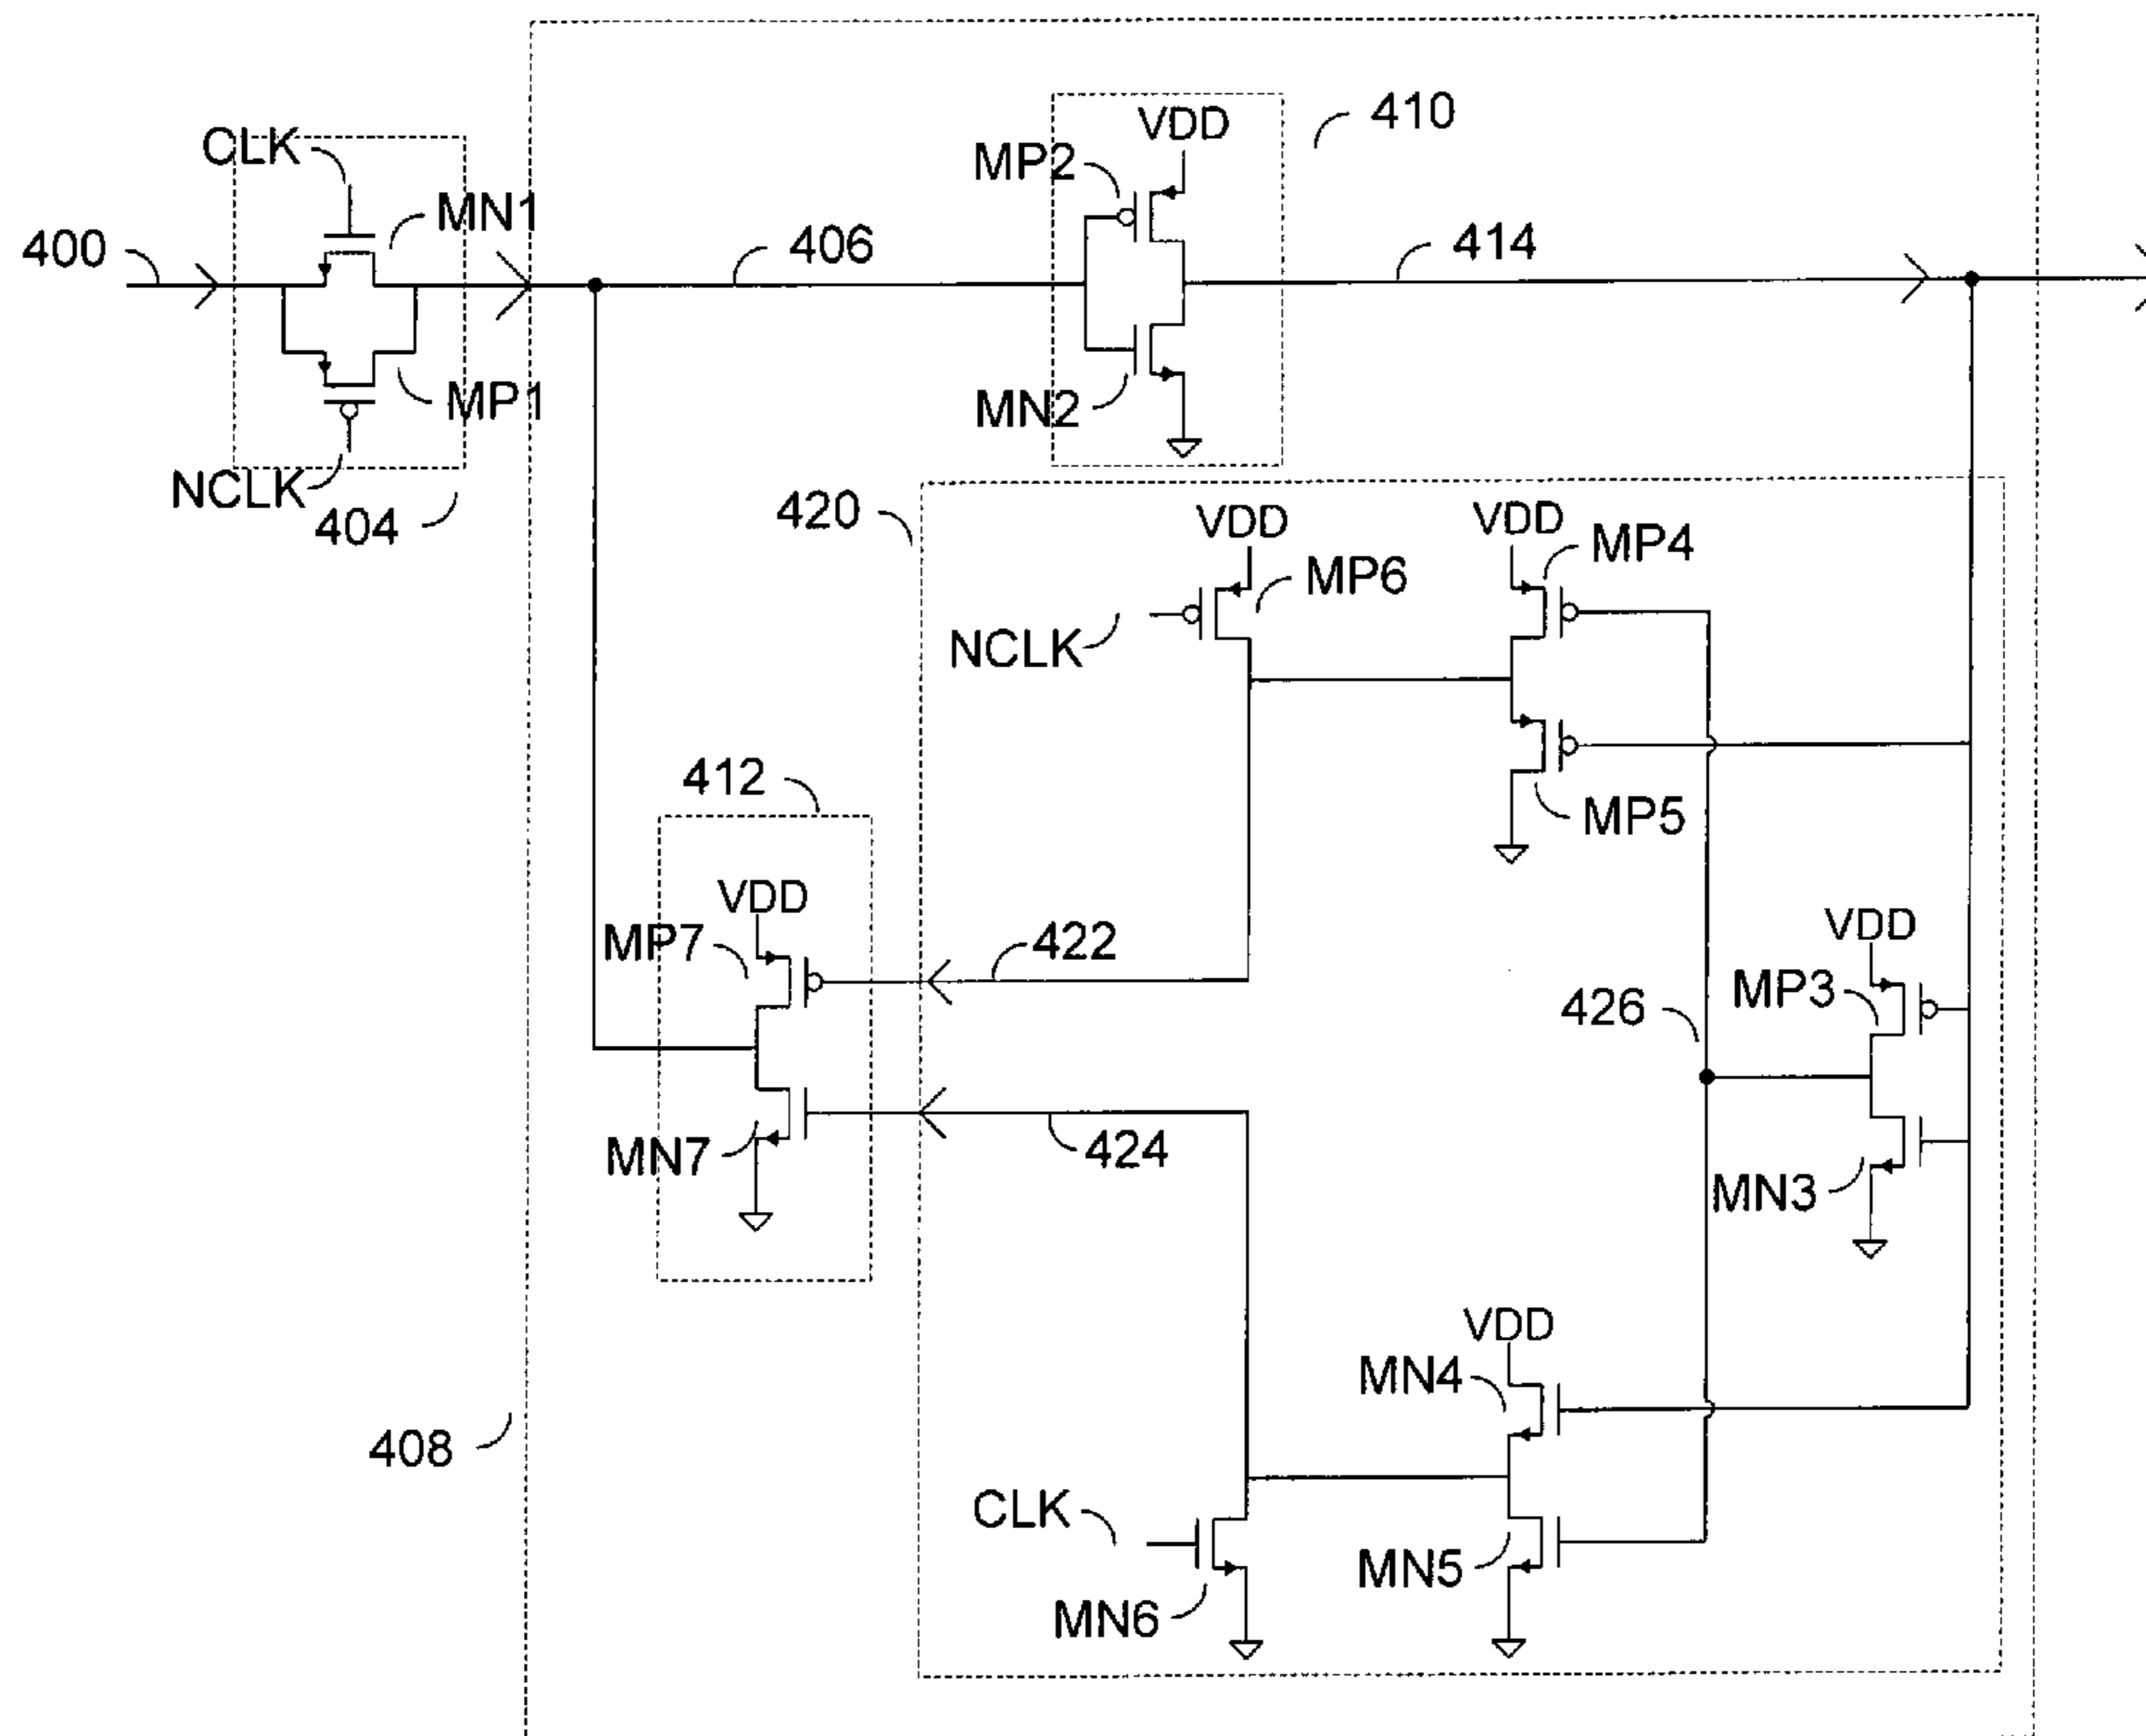 410
VDD
CLK
MP2
MN1
400
406
414
MP1
MN2
NCLK
404
420
VDD
VDD
MP4
MP6
NCLK
412
MP5
VDD
VDD
MP7
422
MP3
426
424
MN7
MN3
VDD
MN4
408
CLK
MN5
MN6